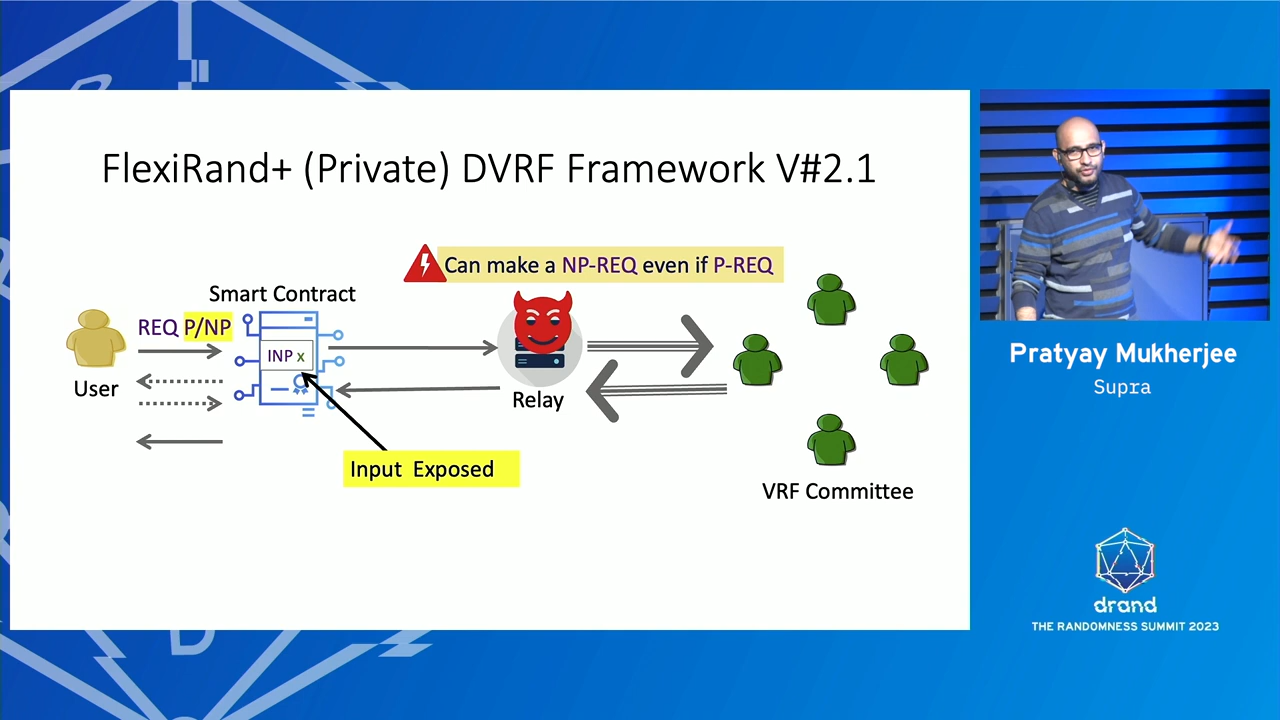 FlexiRand+ (Private) DVRF Framework V#2.1
Can make a NP-REQ even if P-REQ
Smart Contract
REQ P/NP
INP x
User
Relay
Input Exposed
VRF Committee
Pratyay Mukherjee
Supra
drand
THE RANDOMNESS SUMMIT 2023